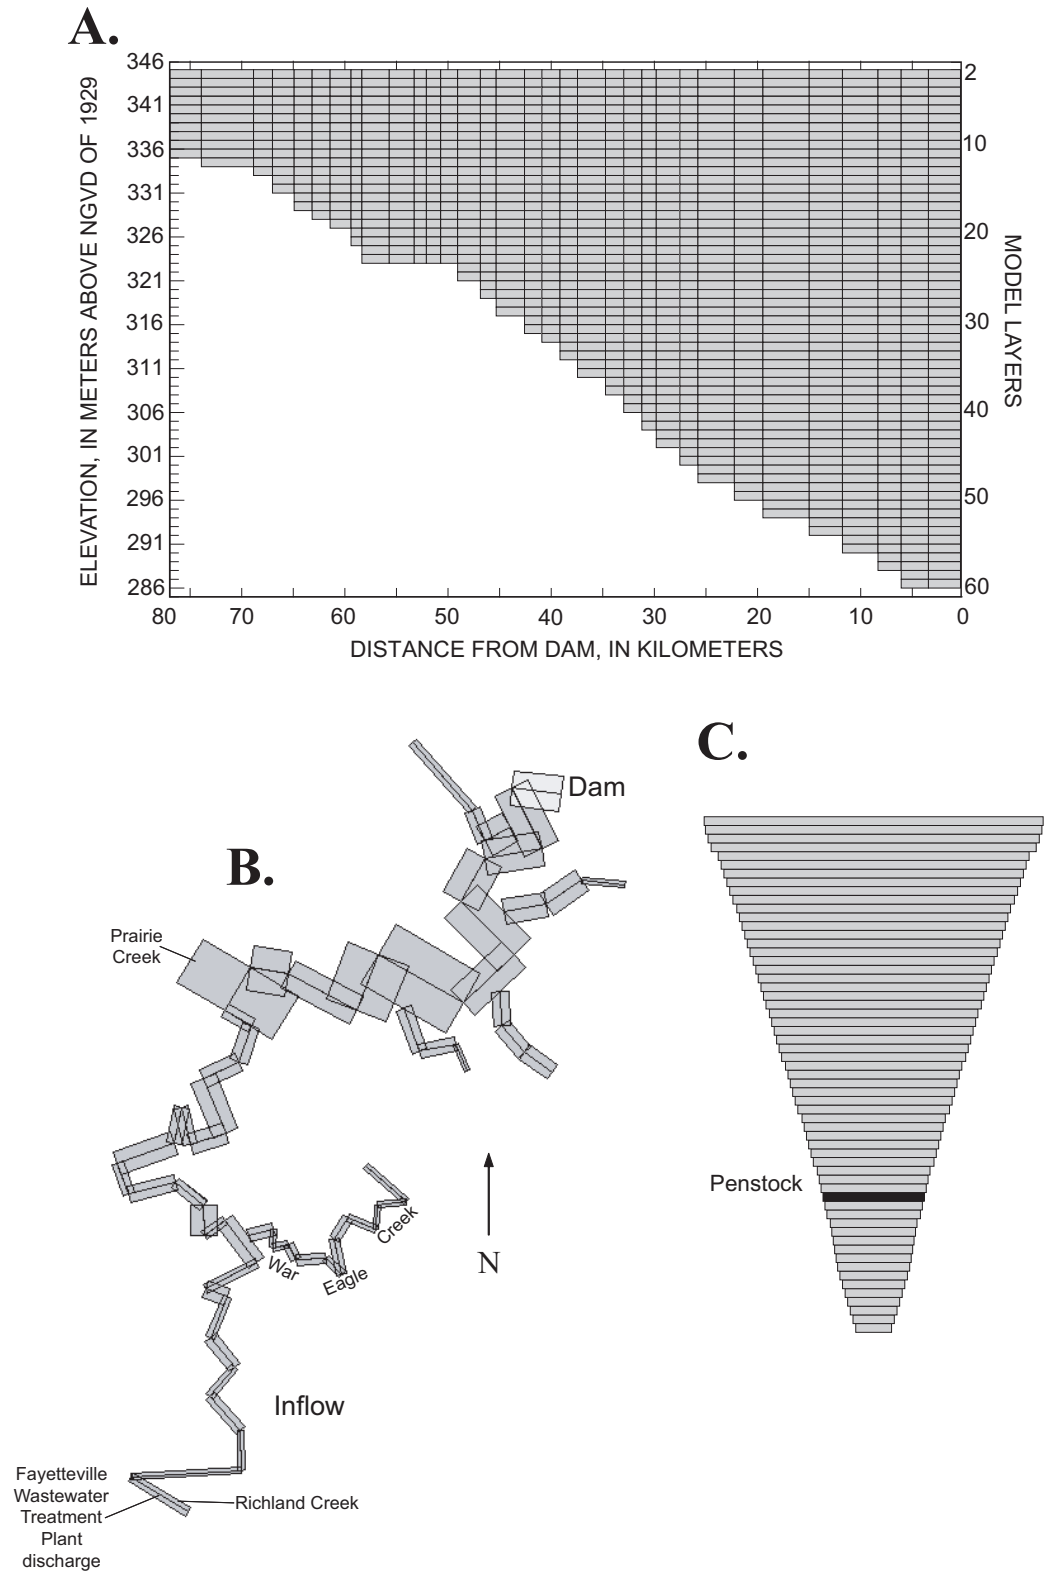 A.
ELEVATION, IN METERS ABOVE NGVD OF 1929
346
341
336
331
326
321
316
311
306
301
296
291
286
2
10
20
30
40
50
60
MODEL LAYERS
80 70 60 50 40 30 20 10 0
DISTANCE FROM DAM, IN KILOMETERS
B.
Dam
Prairie
Creek
War
Eagle
Creek
N
Inflow
Fayetteville
Wastewater
Treatment
Plant
discharge
Richland Creek
C.
Penstock